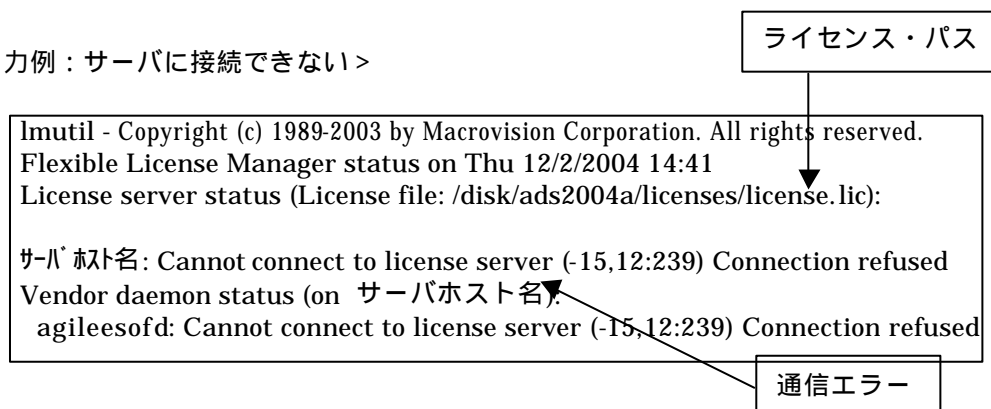 ライセンス・パス
力例：サーバに接続できない>
lmutil - Copyright (c) 1989-2003 by Macrovision Corporation. All rights reserved.
Flexible License Manager status on Thu 12/2/2004 14:41
License server status (License file: /disk/ads2004a/licenses/license.lic):
ｻｰﾊﾞﾎｽﾄ名: Cannot connect to license server (-15,12:239) Connection refused
Vendor daemon status (on サーバホスト名):
agileesofd: Cannot connect to license server (-15,12:239) Connection refused
通信エラー